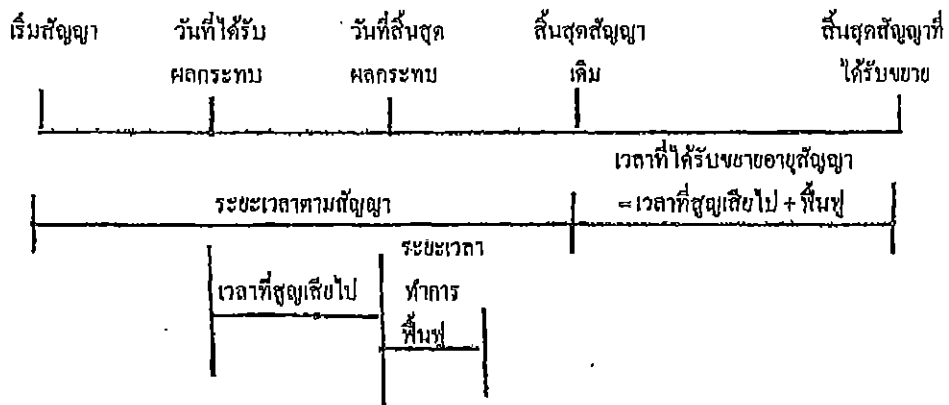 เริ่มสัญญา วันที่ได้รับ วันที่สิ้นสุด สิ้นสุดสัญญา สิ้นสุดสัญญาที่
ผลกระทบ ผลกระทบ เดิม ได้รับขยาย
เวลาที่ได้รับขยายอายุสัญญา
ระยะเวลาตามสัญญา =เวลาที่สูญเสียไป + ฟื้นฟู
ระยะเวลา
เวลาที่สูญเสียไป ทำการ
ฟื้นฟู